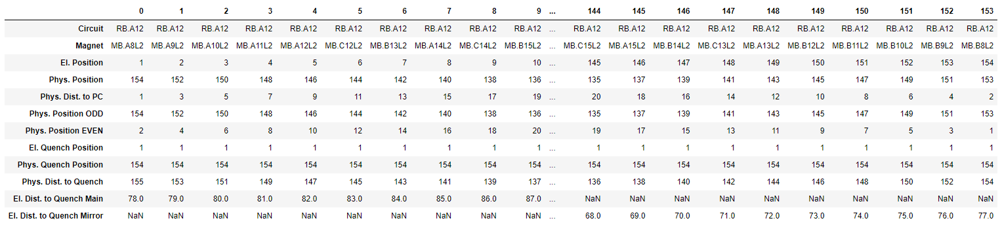 0 1 2 3 4 5 6 7 8 9 ... 144 145 146 147 148 149 150 151 152 153
Circuit RB.A12 RB.A12 RB.A12 RB.A12 RB.A12 RB.A12 RB.A12 RB.A12 RB.A12 RB.A12 ... RB.A12 RB.A12 RB.A12 RB.A12 RB.A12 RB.A12 RB.A12 RB.A12 RB.A12 RB.A12
Magnet MB.A8L2 MB.A9L2 MB.A10L2 MB.A11L2 MB.A12L2 MB.C12L2 MB.B13L2 MB.A14L2 MB.C14L2 MB.B15L2 ... MB.C15L2 MB.A15L2 MB.B14L2 MB.C13L2 MB.A13L2 MB.B12L2 MB.B11L2 MB.B10L2 MB.B9L2 MB.B8L2
El. Position 1 2 3 4 5 6 7 8 9 10 ... 145 146 147 148 149 150 151 152 153 154
Phys. Position 154 152 150 148 146 144 142 140 138 136 ... 135 137 139 141 143 145 147 149 151 153
Phys. Dist. to PC 1 3 5 7 9 11 13 15 17 19 ... 20 18 16 14 12 10 8 6 4 2
Phys. Position ODD 154 152 150 148 146 144 142 140 138 136 ... 135 137 139 141 143 145 147 149 151 153
Phys. Position EVEN 2 4 6 8 10 12 14 16 18 20 ... 19 17 15 13 11 9 7 5 3 1
El. Quench Position 1 1 1 1 1 1 1 1 1 1 ... 1 1 1 1 1 1 1 1 1 1
Phys. Quench Position 154 154 154 154 154 154 154 154 154 154 ... 154 154 154 154 154 154 154 154 154 154
Phys. Dist. to Quench 155 153 151 149 147 145 143 141 139 137 ... 136 138 140 142 144 146 148 150 152 154
El. Dist. to Quench Main 78.0 79.0 80.0 81.0 82.0 83.0 84.0 85.0 86.0 87.0 ... NaN NaN NaN NaN NaN NaN NaN NaN NaN NaN
El. Dist. to Quench Mirror NaN NaN NaN NaN NaN NaN NaN NaN NaN NaN ... 68.0 69.0 70.0 71.0 72.0 73.0 74.0 75.0 76.0 77.0